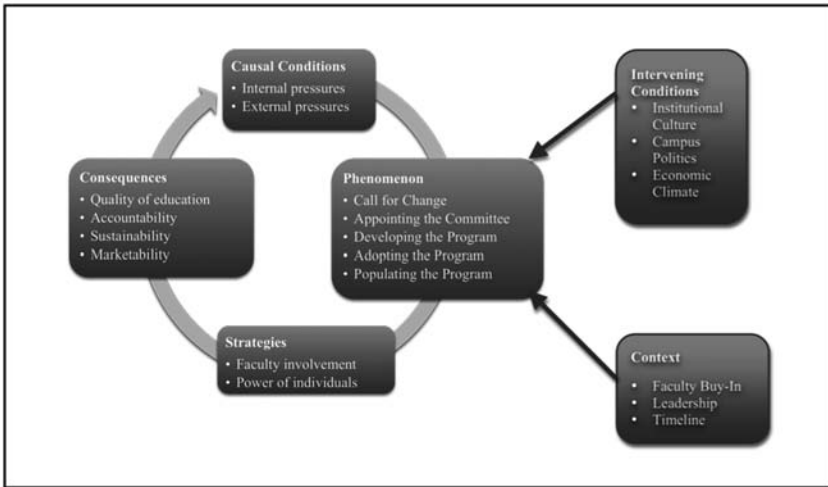 Causal Conditions
• Internal pressures
• External pressures
Intervening
Conditions
• Institutional
Culture
• Campus
Politics
• Economic
Climate
Consequences
• Quality of education
• Accountability
• Sustainability
• Marketability
Phenomenon
• Call for Change
• Appointing the Committee
• Developing the Program
• Adopting the Program
• Populating the Program
Strategies
• Faculty involvement
• Power of individuals
Context
• Faculty Buy-In
• Leadership
• Timeline